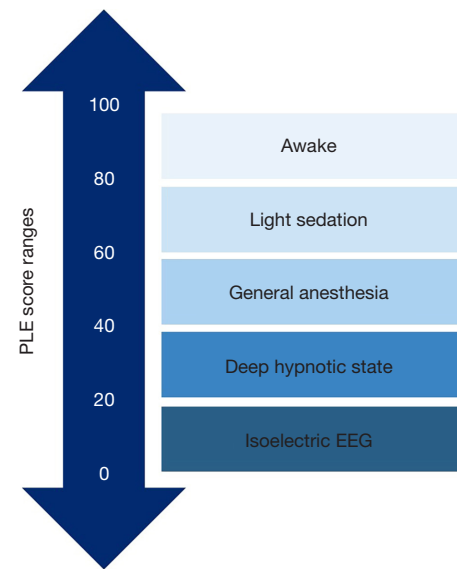 PLE score ranges
100
80
60
40
20
0
Awake
Light sedation
General anesthesia
Deep hypnotic state
Isoelectric EEG